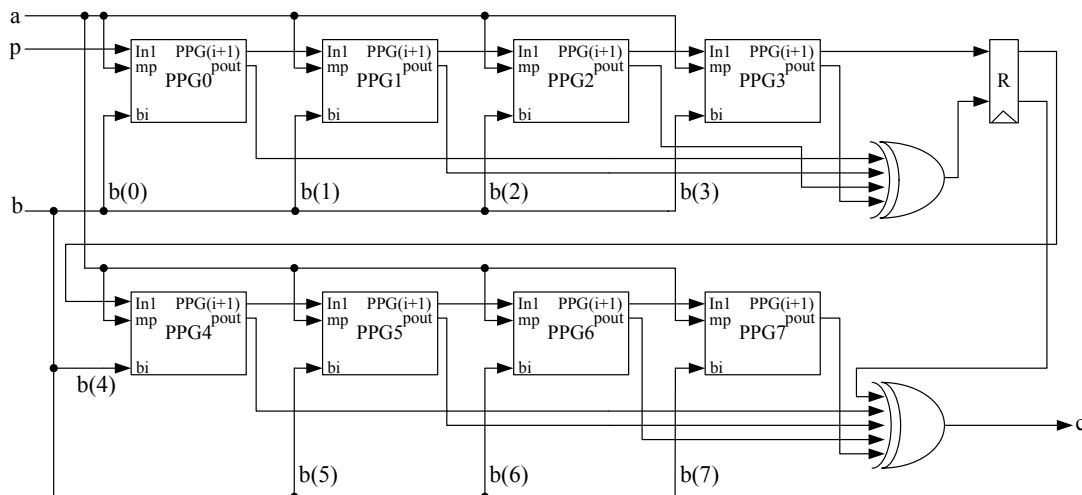 a
p
In1 PPG(i+1)
mp pout
PPG0
bi
In1 PPG(i+1)
mp pout
PPG1
bi
In1 PPG(i+1)
mp pout
PPG2
bi
In1 PPG(i+1)
mp pout
PPG3
bi
R
b(0)
b(1)
b(2)
b(3)
b
In1 PPG(i+1)
mp pout
PPG4
bi
In1 PPG(i+1)
mp pout
PPG5
bi
In1 PPG(i+1)
mp pout
PPG6
bi
In1 PPG(i+1)
mp pout
PPG7
bi
b(4)
c
b(5)
b(6)
b(7)